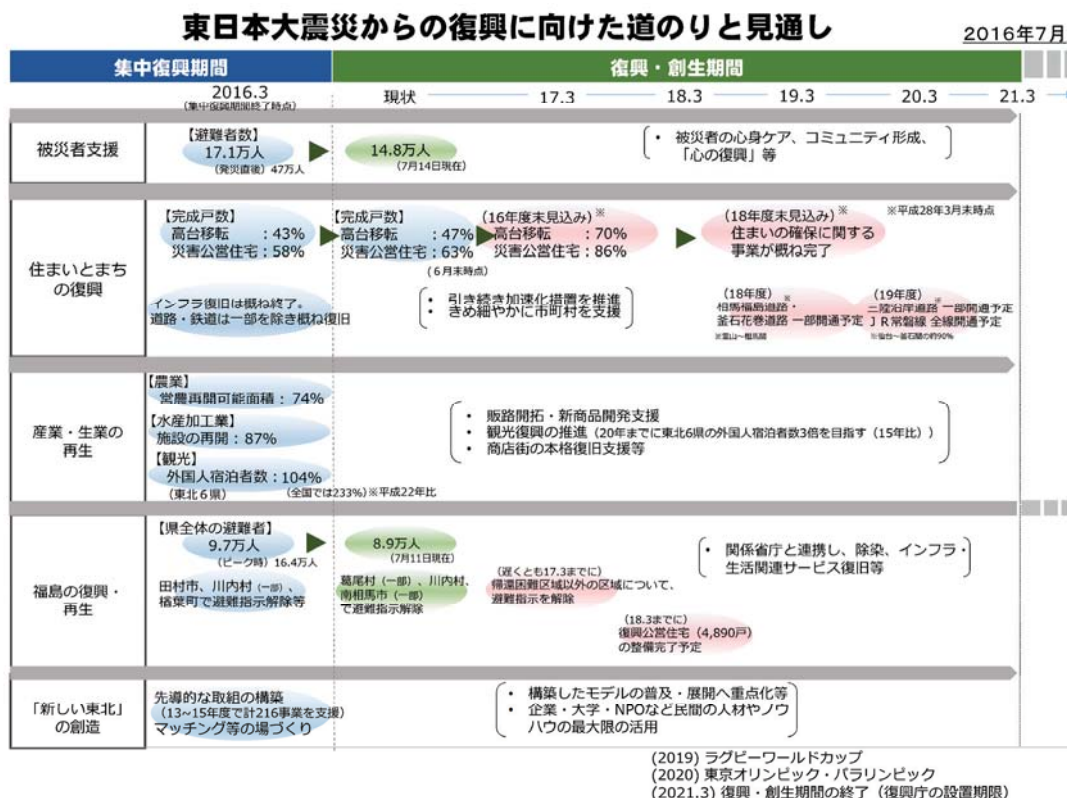 東日本大震災からの復興に向けた道のりと見通し
2016年7月
集中復興期間
復興・創生期間
2016.3
(集中復興期間終了時点)
現状
17.3
18.3
19.3
20.3
21.3
被災者支援
【避難者数】
17.1万人
(発災直後) 47万人
14.8万人
(7月14日現在)
・ 被災者の心身ケア、コミュニティ形成、
「心の復興」等
住まいとまち
の復興
【完成戸数】
高台移転 ：43%
災害公営住宅：58%
【完成戸数】
高台移転 ：47%
災害公営住宅：63%
(６月末時点)
(16年度末見込み)※
高台移転 ：70%
災害公営住宅：86%
(18年度末見込み)※
住まいの確保に関する
事業が概ね完了
※平成28年3月末時点
インフラ復旧は概ね終了。
道路・鉄道は一部を除き概ね復旧
・ 引き続き加速化措置を推進
・ きめ細やかに市町村を支援
(18年度)
相馬福島道路※・
釜石花巻道路 一部開通予定
※霊山～相馬間
(19年度)
三陸沿岸道路※一部開通予定
ＪＲ常磐線 全線開通予定
※仙台～釜石間の約90%
産業・生業の
再生
【農業】
営農再開可能面積：74%
【水産加工業】
施設の再開：87%
【観光】
外国人宿泊者数：104%
(東北６県)
(全国では233%)※平成22年比
・ 販路開拓・新商品開発支援
・ 観光復興の推進（20年までに東北6県の外国人宿泊者数3倍を目指す（15年比））
・ 商店街の本格復旧支援等
福島の復興・
再生
【県全体の避難者】
9.7万人
(ピーク時) 16.4万人
8.9万人
(7月11日現在)
田村市、川内村（一部）、
楢葉町で避難指示解除等
葛尾村（一部）、川内村、
南相馬市（一部）
で避難指示解除
(遅くとも17.3までに)
帰還困難区域以外の区域について、
避難指示を解除
(18.3までに)
復興公営住宅（4,890戸）
の整備完了予定
・ 関係省庁と連携し、除染、インフラ・
生活関連サービス復旧等
「新しい東北」
の創造
先導的な取組の構築
(13~15年度で計216事業を支援)
マッチング等の場づくり
・ 構築したモデルの普及・展開へ重点化等
・ 企業・大学・NPOなど民間の人材やノウ
ハウの最大限の活用
(2019) ラグビーワールドカップ
(2020) 東京オリンピック・パラリンピック
(2021.3) 復興・創生期間の終了（復興庁の設置期限）